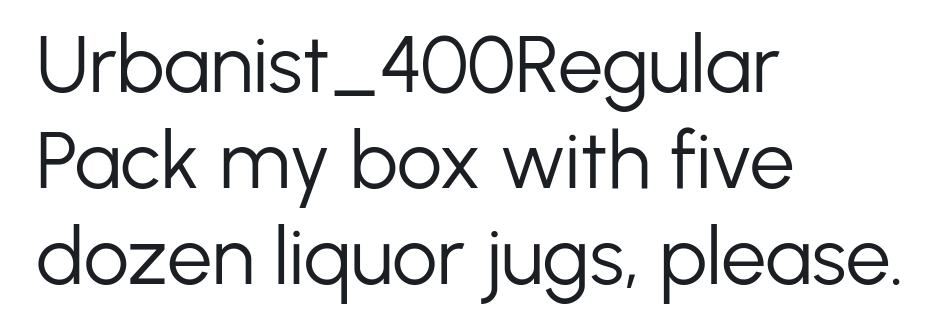 Urbanist_400Regular
Pack my box with five
dozen liquor jugs, please.